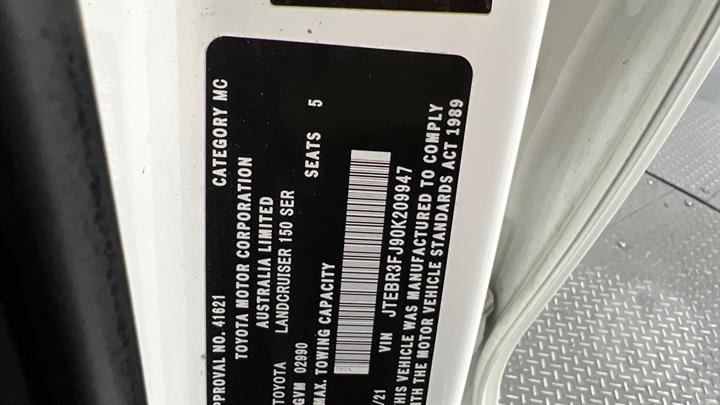 APPROVAL NO. 41621 CATEGORY MC
TOYOTA MOTOR CORPORATION
AUSTRALIA LIMITED
TOYOTA LANDCRUISER 150 SER
GVM 02990 SEATS 5
MAX. TOWING CAPACITY
/21 VIN JTEBR3FJ90K209947
THIS VEHICLE WAS MANUFACTURED TO COMPLY
WITH THE MOTOR VEHICLE STANDARDS ACT 1989